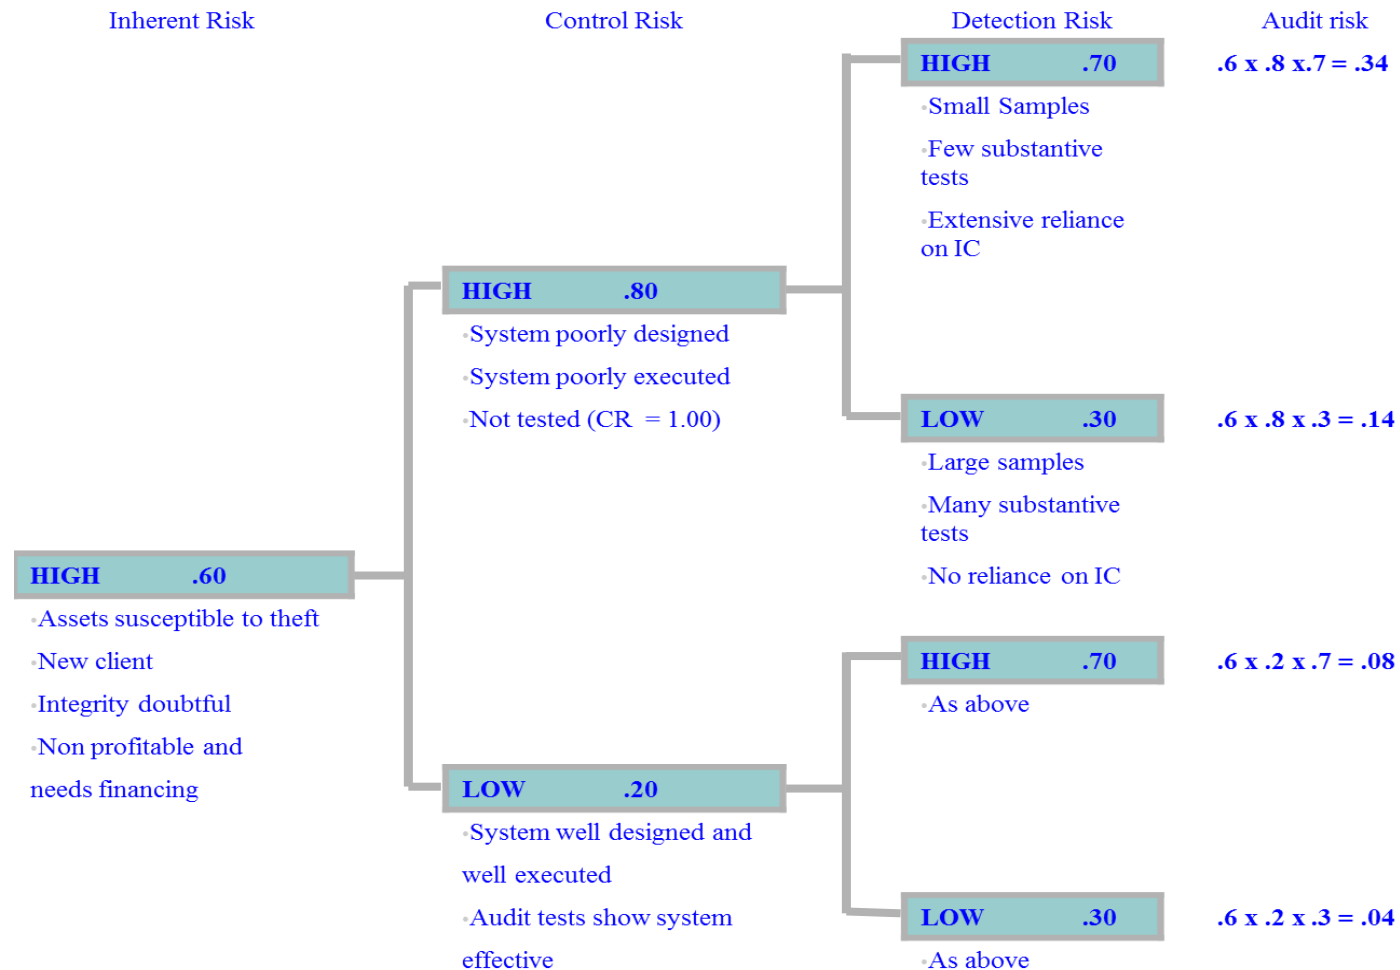 Inherent Risk
Control Risk
Detection Risk
Audit risk
HIGH .70
.6 x .8 x.7 = .34
•Small Samples
•Few substantive
tests
•Extensive reliance
on IC
HIGH .80
•System poorly designed
•System poorly executed
•Not tested (CR = 1.00)
LOW .30
.6 x .8 x .3 = .14
•Large samples
•Many substantive
tests
•No reliance on IC
HIGH .60
•Assets susceptible to theft
•New client
•Integrity doubtful
•Non profitable and
needs financing
HIGH .70
.6 x .2 x .7 = .08
•As above
LOW .20
•System well designed and
well executed
•Audit tests show system
effective
LOW .30
.6 x .2 x .3 = .04
•As above